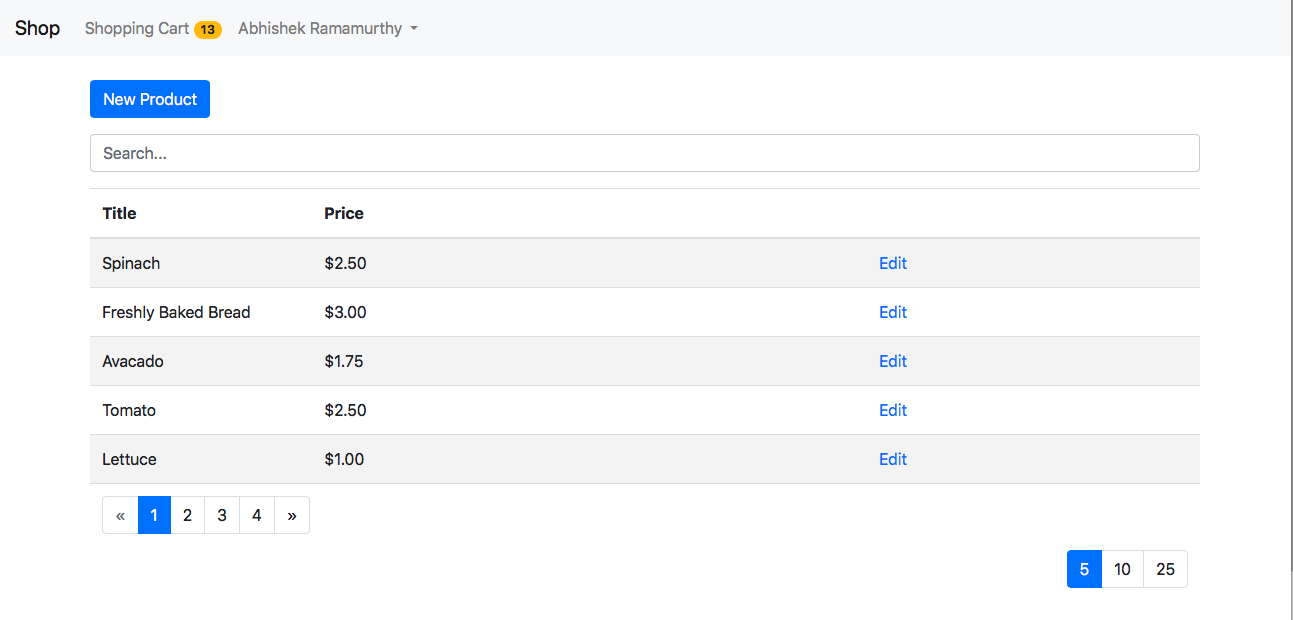 Shop Shopping Cart 13 Abhishek Ramamurthy
New Product
Search...
Title Price
Spinach $2.50 Edit
Freshly Baked Bread $3.00 Edit
Avacado $1.75 Edit
Tomato $2.50 Edit
Lettuce $1.00 Edit
« 1 2 3 4 »
5 10 25